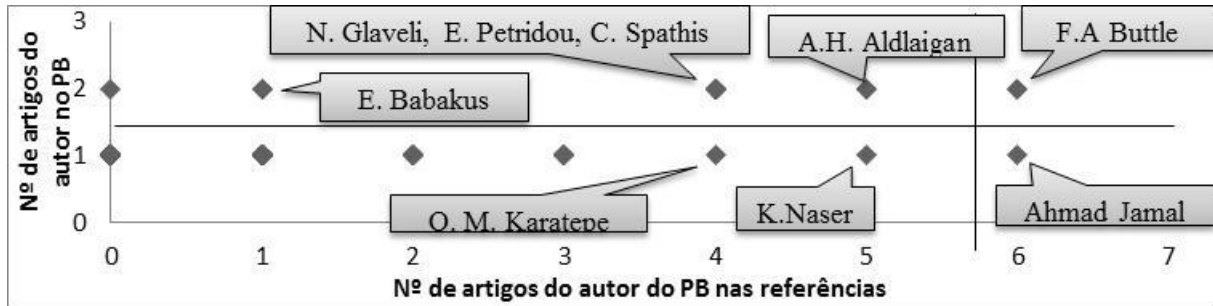 Nº de artigos do
autor no PB
3
2
1
0
N. Glaveli, E. Petridou, C. Spathis
A.H. Aldlaigan
F.A Buttle
E. Babakus
O. M. Karatepe
K.Naser
Ahmad Jamal
0 1 2 3 4 5 6 7
Nº de artigos do autor do PB nas referências